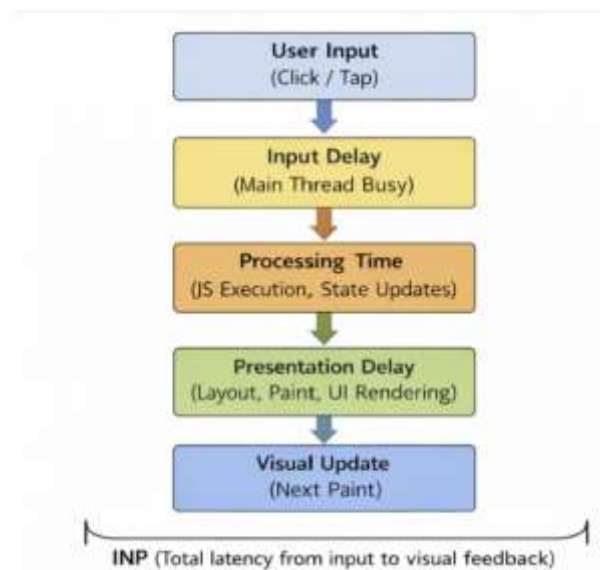 User Input
(Click / Tap)
Input Delay
(Main Thread Busy)
Processing Time
(JS Execution, State Updates)
Presentation Delay
(Layout, Paint, UI Rendering)
Visual Update
(Next Paint)
INP (Total latency from input to visual feedback)